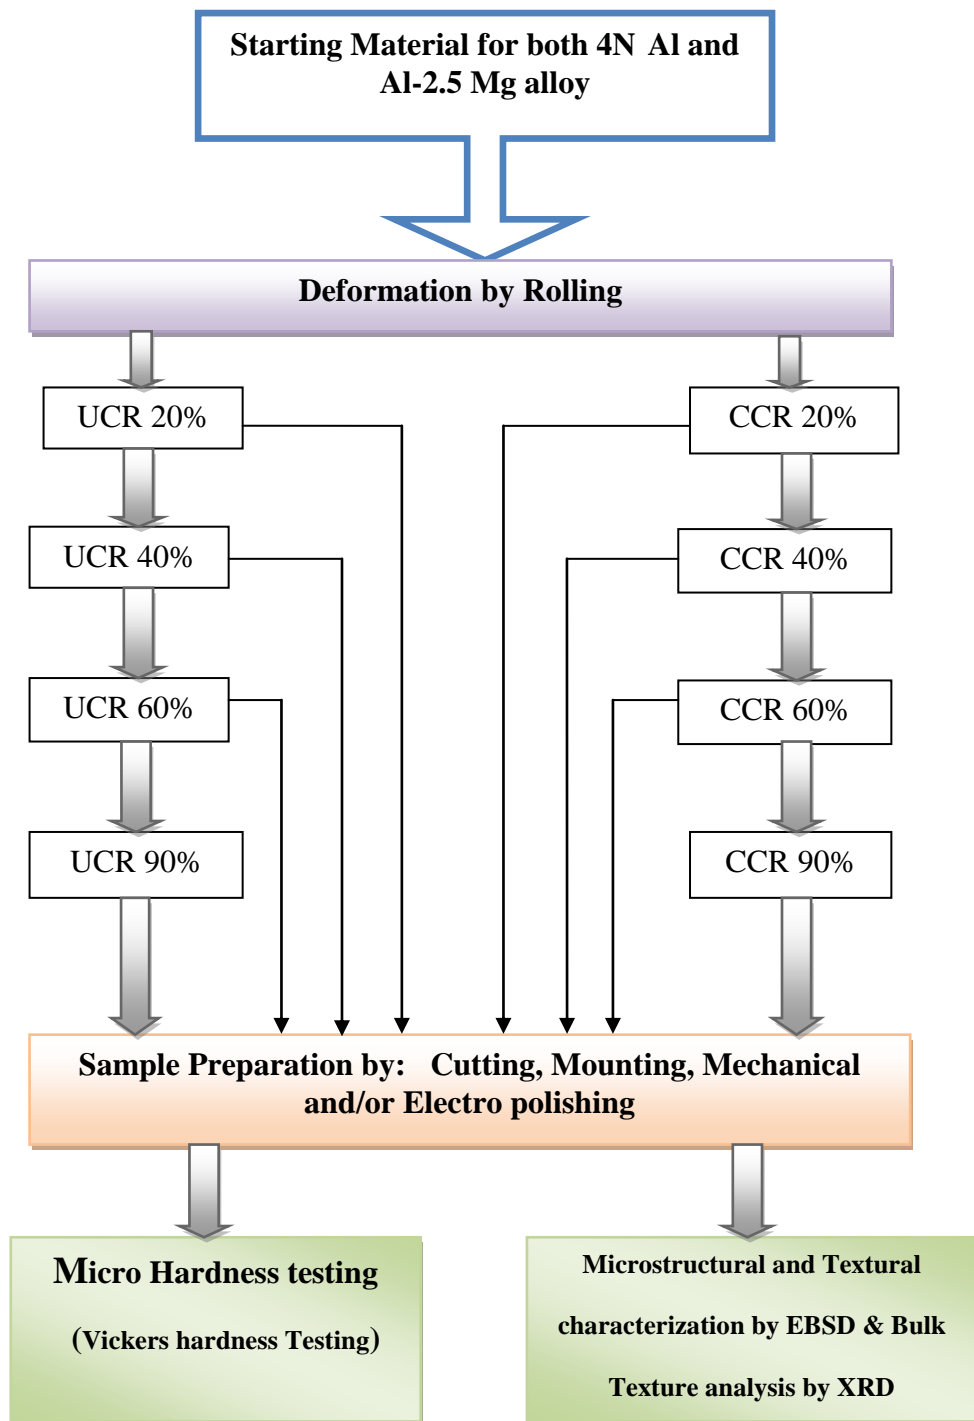 Starting Material for both 4N Al and
Al-2.5 Mg alloy
Deformation by Rolling
UCR 20%
CCR 20%
UCR 40%
CCR 40%
UCR 60%
CCR 60%
UCR 90%
CCR 90%
Sample Preparation by: Cutting, Mounting, Mechanical
and/or Electro polishing
Micro Hardness testing
(Vickers hardness Testing)
Microstructural and Textural
characterization by EBSD & Bulk
Texture analysis by XRD